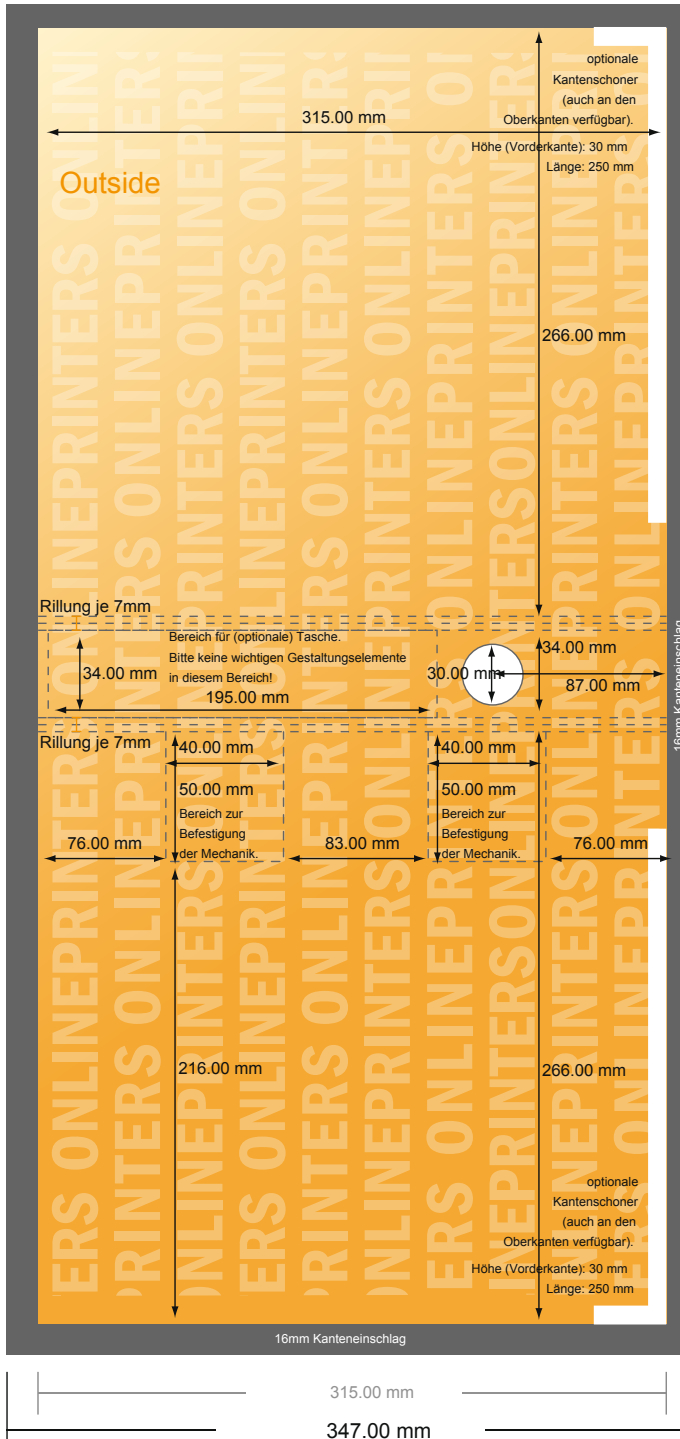 optionale
Kantenschoner
(auch an den
Oberkanten verfügbar).
Höhe (Vorderkante): 30 mm
Länge: 250 mm
315.00 mm
Outside
266.00 mm
ONLINEPRINTERS ONLINEPRINTERS ONLINEPRINTERS
Rillung je 7mm
Bereich für (optionale) Tasche.
Bitte keine wichtigen Gestaltungselemente
in diesem Bereich!
34.00 mm
195.00 mm
30.00 mm
34.00 mm
87.00 mm
16mm Kanteneinschlag
Rillung je 7mm
40.00 mm
50.00 mm
Bereich zur
Befestigung
der Mechanik.
40.00 mm
50.00 mm
Bereich zur
Befestigung
der Mechanik.
76.00 mm
83.00 mm
76.00 mm
216.00 mm
266.00 mm
optionale
Kantenschoner
(auch an den
Oberkanten verfügbar).
Höhe (Vorderkante): 30 mm
Länge: 250 mm
16mm Kanteneinschlag
315.00 mm
347.00 mm